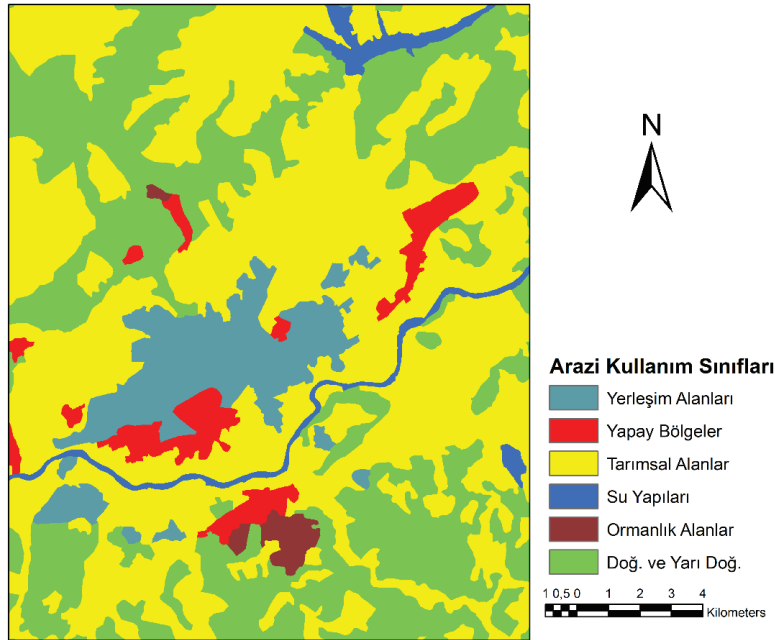 N
Arazi Kullanım Sınıfları
Yerleşim Alanları
Yapay Bölgeler
Tarımsal Alanlar
Su Yapıları
Ormanlık Alanlar
Doğ. ve Yarı Doğ.
1 0,5 0 1 2 3 4
Kilometers